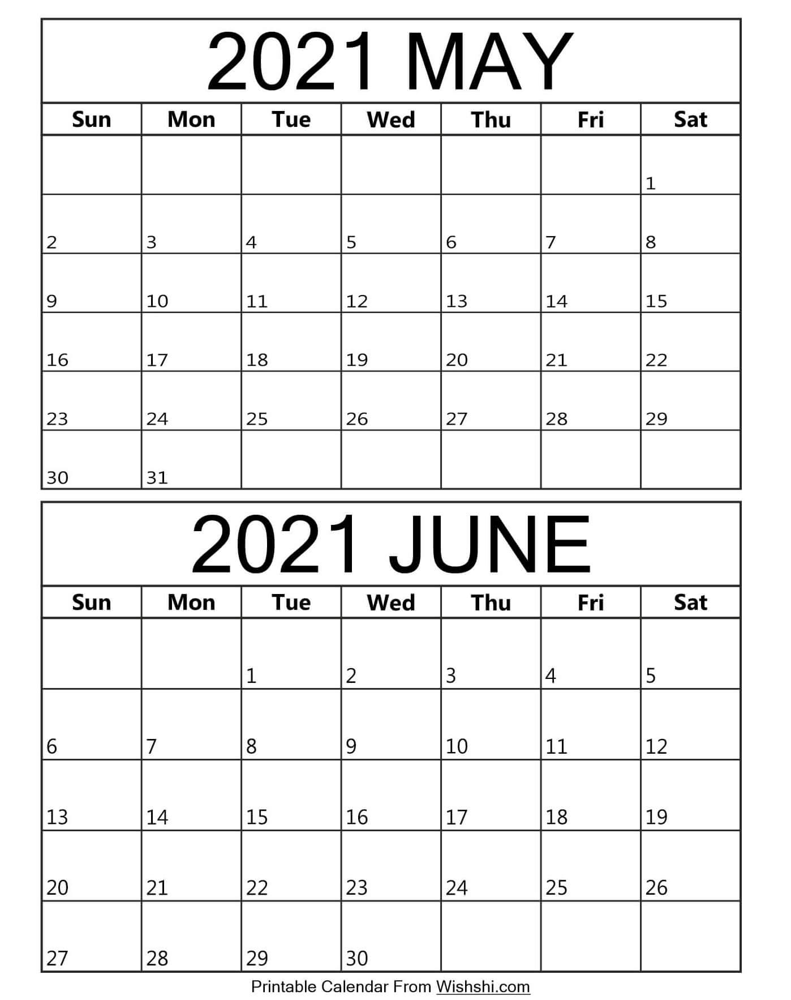 2021 MAY
Sun Mon Tue Wed Thu Fri Sat
1
2 3 4 5 6 7 8
9 10 11 12 13 14 15
16 17 18 19 20 21 22
23 24 25 26 27 28 29
30 31
2021 JUNE
Sun Mon Tue Wed Thu Fri Sat
1 2 3 4 5
6 7 8 9 10 11 12
13 14 15 16 17 18 19
20 21 22 23 24 25 26
27 28 29 30
Printable Calendar From Wishshi.com